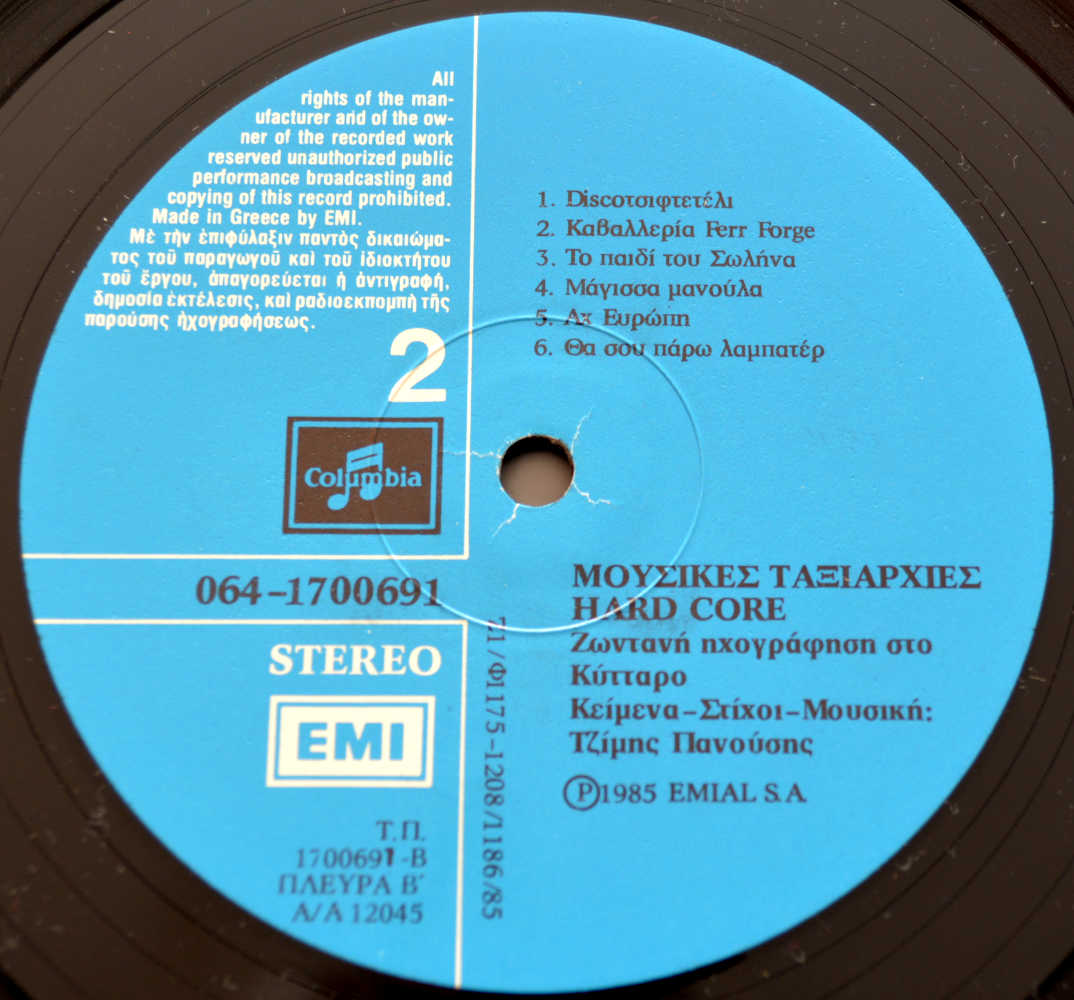 All
rights of the man-
ufacturer and of the ow-
ner of the recorded work
reserved unauthorized public
performance broadcasting and
copying of this record prohibited.
Made in Greece by EMI.
Μὲ τὴν ἐπιφύλαξιν παντὸς δικαιώμα-
τος τοῦ παραγωγοῦ καὶ τοῦ ἰδιοκτήτου
τοῦ ἔργου, ἀπαγορεύεται ἡ ἀντιγραφή,
δημοσία ἐκτέλεσις, καὶ ραδιοεκπομπὴ τῆς
παρούσης ἠχογραφήσεως.
2
Columbia
064-1700691
STEREO
EMI
Τ.Π.
1700691-B
ΠΛΕΥΡΑ Β΄
Α/Α 12045
Σ1/Φ1175-1208/1186/85
1. Discοτσιφτετέλι
2. Καβαλλερία Ferr Forge
3. Το παιδί του Σωλήνα
4. Μάγισσα μανούλα
5. Αχ Ευρώπη
6. Θα σου πάρω λαμπατέρ
ΜΟΥΣΙΚΕΣ ΤΑΞΙΑΡΧΙΕΣ
HARD CORE
Ζωντανή ηχογράφηση στο
Κύτταρο
Κείμενα-Στίχοι-Μουσική:
Τζίμης Πανούσης
Ⓟ1985 EMIAL S.A.